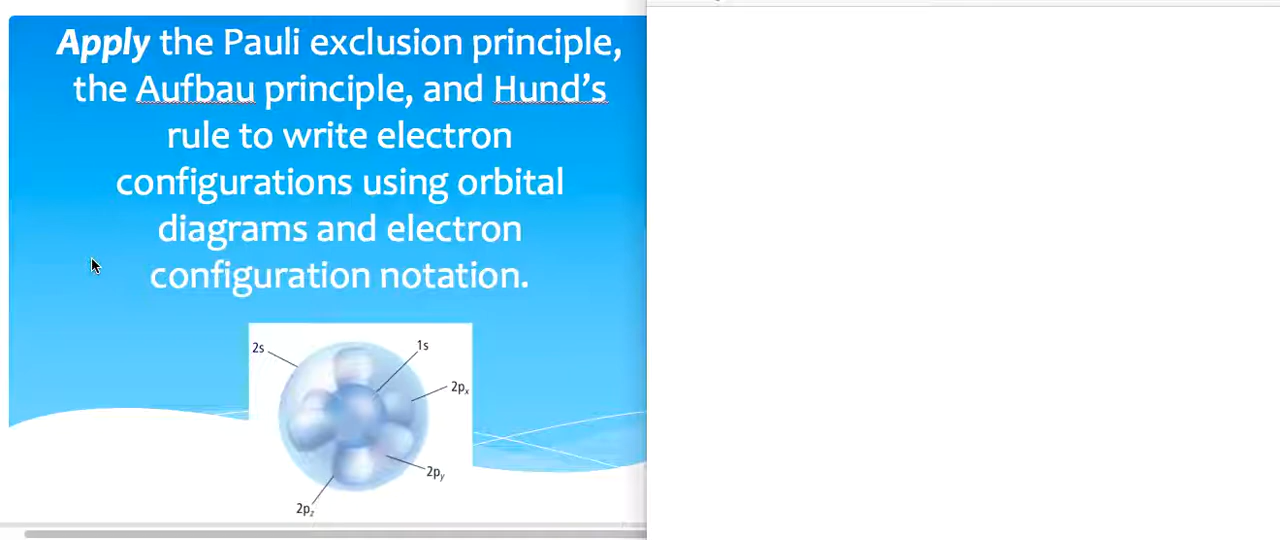 Apply the Pauli exclusion principle,
the Aufbau principle, and Hund’s
rule to write electron
configurations using orbital
diagrams and electron
configuration notation.
2s
1s
2px
2py
2pz